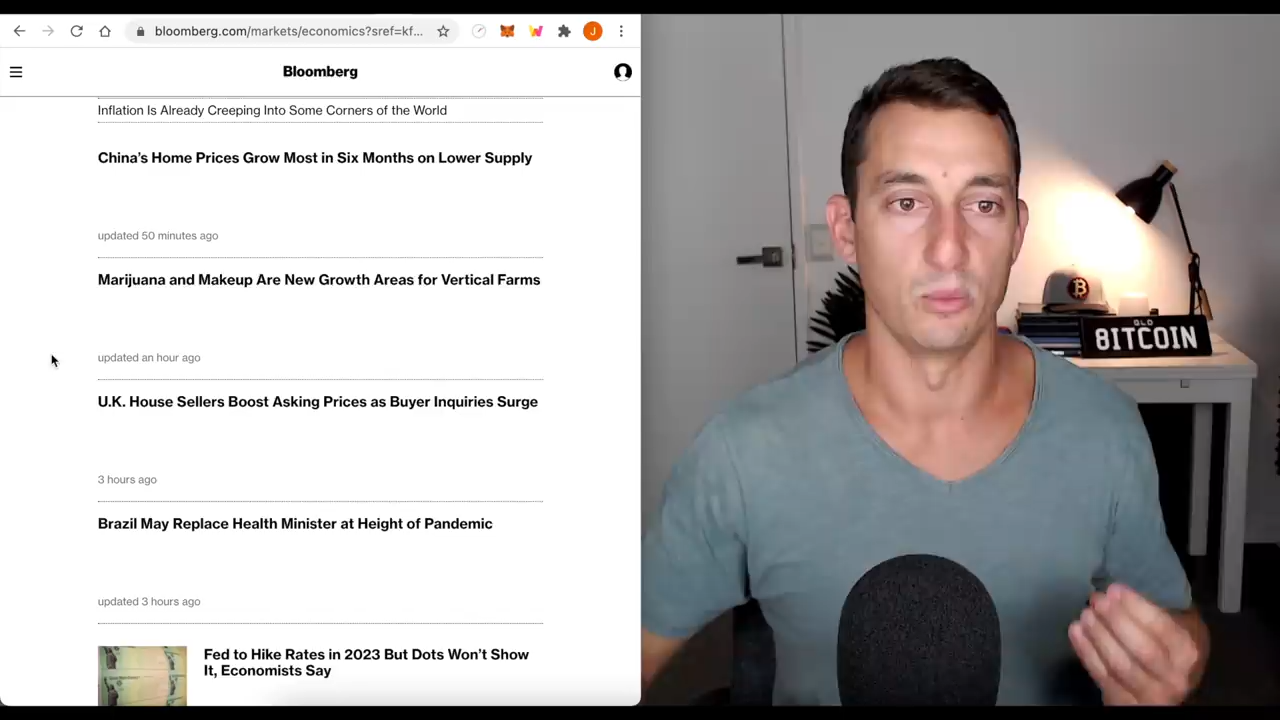 bloomberg.com/markets/economics?sref=kf...
J
Bloomberg
Inflation Is Already Creeping Into Some Corners of the World
China's Home Prices Grow Most in Six Months on Lower Supply
updated 50 minutes ago
Marijuana and Makeup Are New Growth Areas for Vertical Farms
updated an hour ago
U.K. House Sellers Boost Asking Prices as Buyer Inquiries Surge
3 hours ago
Brazil May Replace Health Minister at Height of Pandemic
updated 3 hours ago
Fed to Hike Rates in 2023 But Dots Won't Show
It, Economists Say
QLD
8ITCOIN